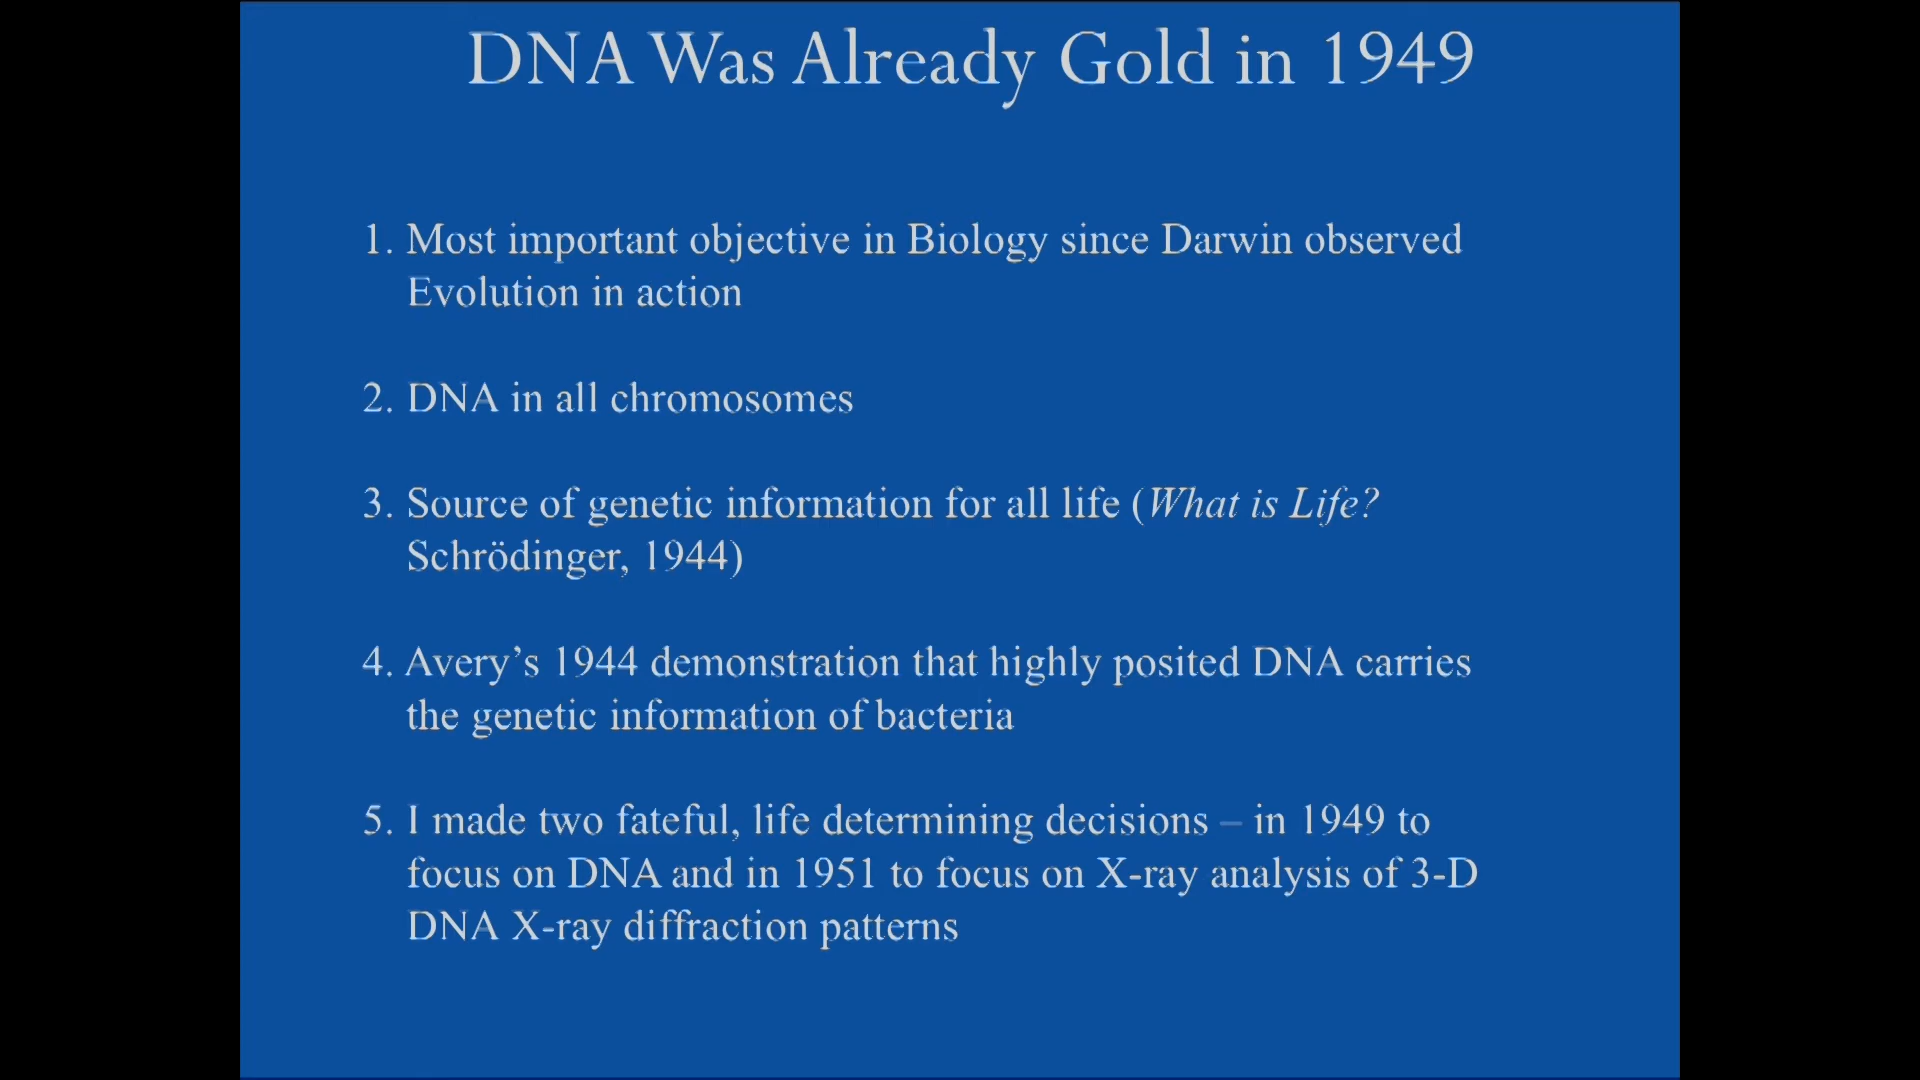 DNA Was Already Gold in 1949
1. Most important objective in Biology since Darwin observed
Evolution in action
2. DNA in all chromosomes
3. Source of genetic information for all life (What is Life?
Schrödinger, 1944)
4. Avery’s 1944 demonstration that highly posited DNA carries
the genetic information of bacteria
5. I made two fateful, life determining decisions – in 1949 to
focus on DNA and in 1951 to focus on X-ray analysis of 3-D
DNA X-ray diffraction patterns